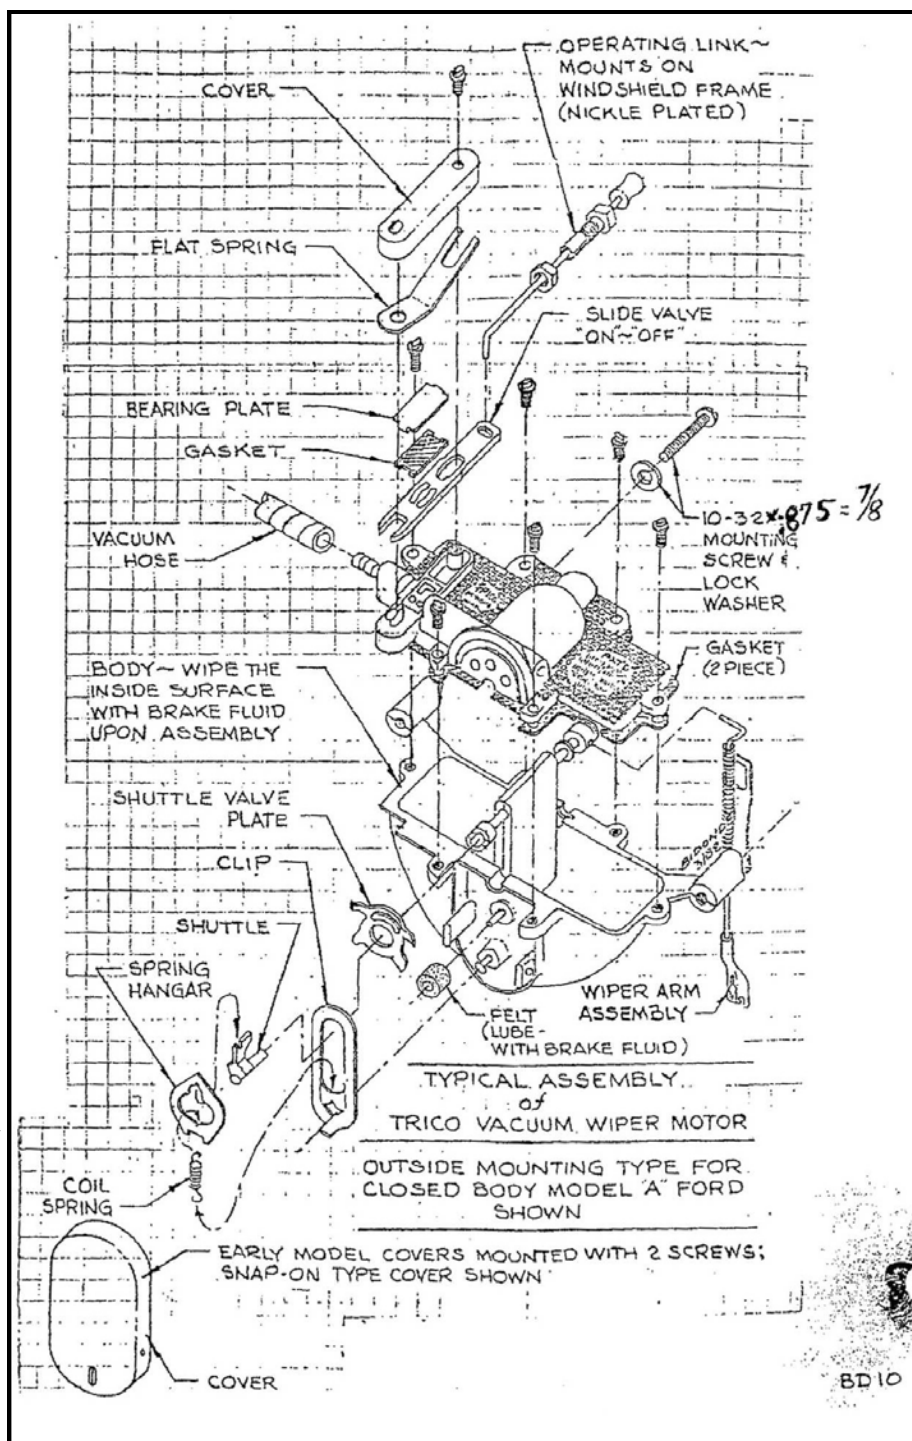 OPERATING LINK~
MOUNTS ON
WINDSHIELD FRAME
(NICKLE PLATED)
COVER
FLAT SPRING
SLIDE VALVE
"ON"~"OFF"
BEARING PLATE
GASKET
10-32x.875 = 7/8
MOUNTING
SCREW &
LOCK
WASHER
VACUUM
HOSE
GASKET
(2 PIECE)
BODY~ WIPE THE
INSIDE SURFACE
WITH BRAKE FLUID
UPON ASSEMBLY
SHUTTLE VALVE
PLATE
CLIP
SHUTTLE
SPRING
HANGAR
FELT
(LUBE-
WITH BRAKE FLUID)
WIPER ARM
ASSEMBLY
TYPICAL ASSEMBLY
of
TRICO VACUUM WIPER MOTOR
OUTSIDE MOUNTING TYPE FOR
CLOSED BODY MODEL "A" FORD
SHOWN
COIL
SPRING
EARLY MODEL COVERS MOUNTED WITH 2 SCREWS;
SNAP-ON TYPE COVER SHOWN
COVER
BD10